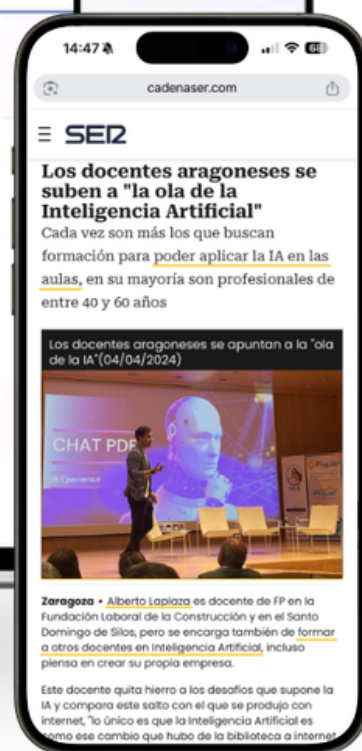 14:47
68
cadenaser.com
SER
Los docentes aragoneses se
suben a "la ola de la
Inteligencia Artificial"
Cada vez son más los que buscan
formación para poder aplicar la IA en las
aulas, en su mayoría son profesionales de
entre 40 y 60 años
Los docentes aragoneses se apuntan a la "ola
de la IA"(04/04/2024)
CHAT PDF
IA Eperience
Zaragoza • Alberto Laplaza es docente de FP en la
Fundación Laboral de la Construcción y en el Santo
Domingo de Silos, pero se encarga también de formar
a otros docentes en Inteligencia Artificial, incluso
piensa en crear su propia empresa.
Este docente quita hierro a los desafíos que supone la
IA y compara este salto con el que se produjo con
internet, "lo único es que la Inteligencia Artificial es
como ese cambio que hubo de la biblioteca a internet